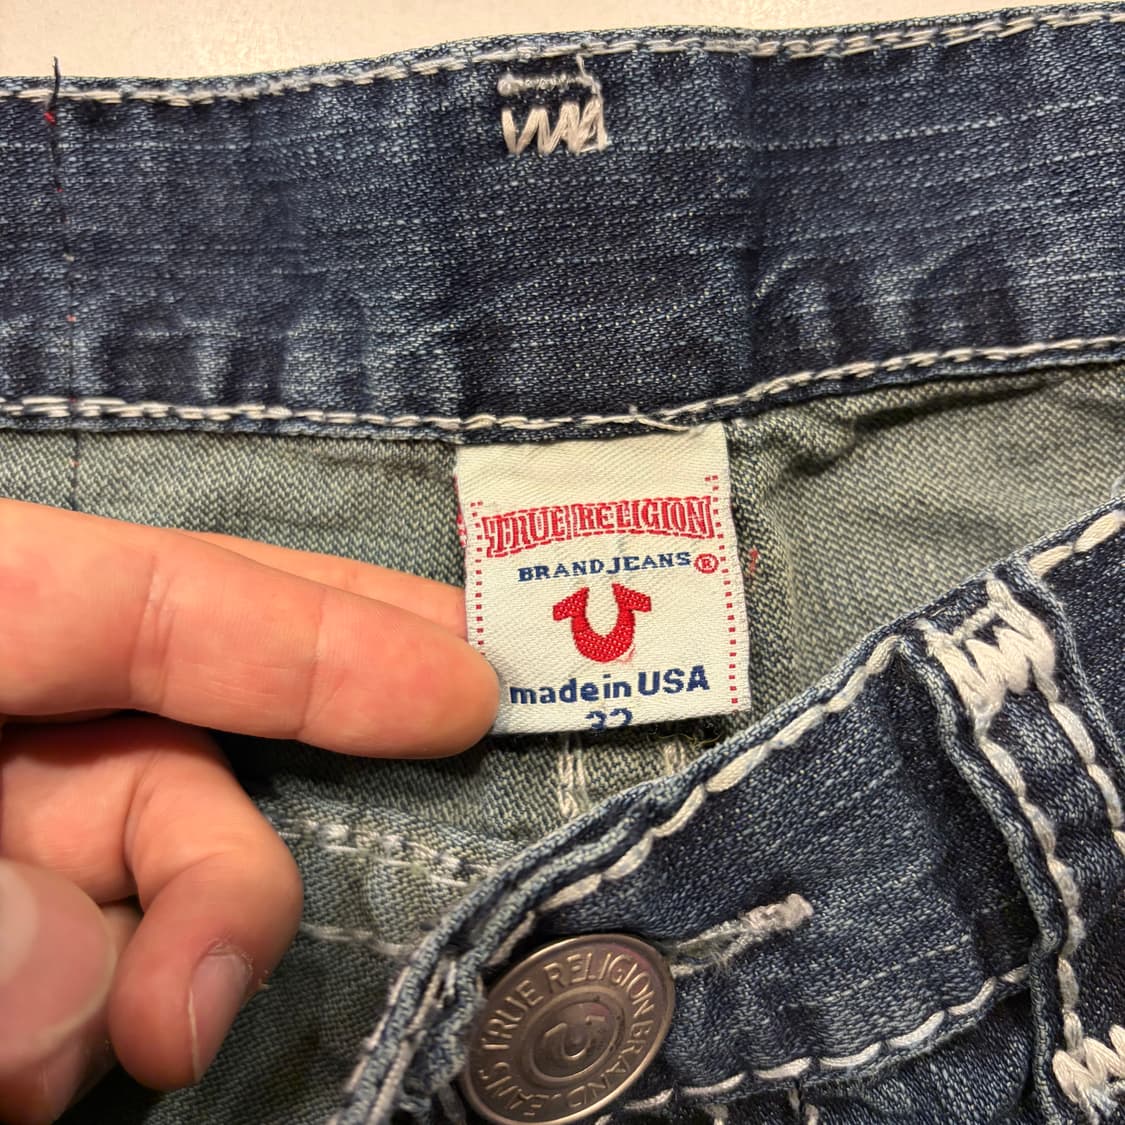 TRUE RELIGION
BRAND JEANS®
made in USA
32
TRUE RELIGION BRAND JEANS